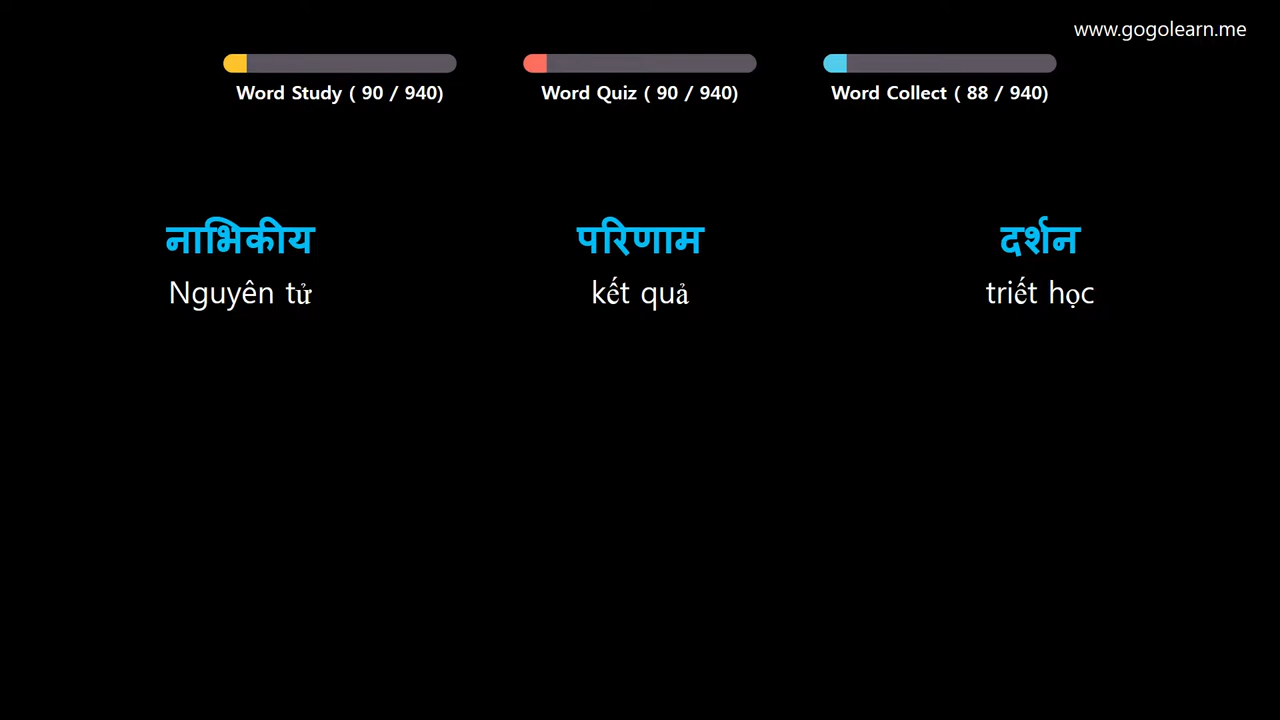 www.gogolearn.me
Word Study ( 90 / 940)
Word Quiz ( 90 / 940)
Word Collect ( 88 / 940)
नाभिकीय
परिणाम
दर्शन
Nguyên tử
kết quả
triết học